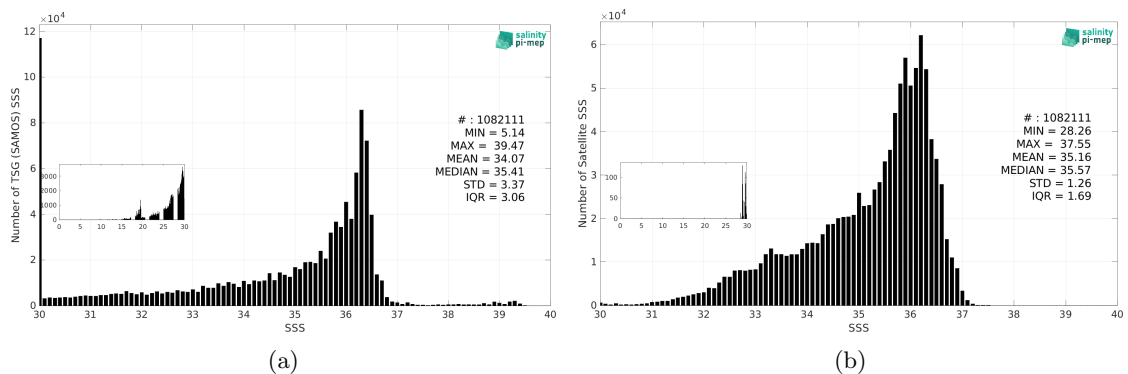 ×10⁴
12
10
8
6
4
2
0
Number of TSG (SAMOS) SSS
salinity
pi-mep
# : 1082111
MIN = 5.14
MAX = 39.47
MEAN = 34.07
MEDIAN = 35.41
STD = 3.37
IQR = 3.06
3000
2000
1000
0
0 5 10 15 20 25 30
30 31 32 33 34 35 36 37 38 39 40
SSS
(a)
×10⁴
6
5
4
3
2
1
0
Number of Satellite SSS
salinity
pi-mep
# : 1082111
MIN = 28.26
MAX = 37.55
MEAN = 35.16
MEDIAN = 35.57
STD = 1.26
IQR = 1.69
100
50
0
0 5 10 15 20 25 30
30 31 32 33 34 35 36 37 38 39 40
SSS
(b)